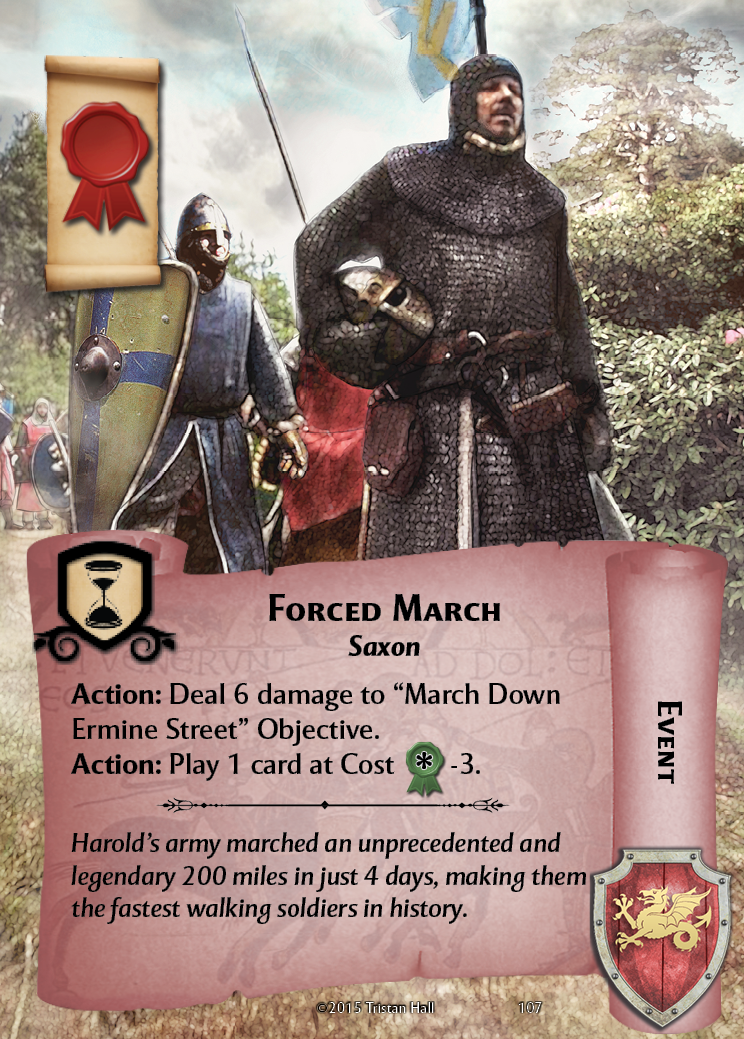 Forced March
Saxon
Action: Deal 6 damage to “March Down
Ermine Street” Objective.
Action: Play 1 card at Cost * -3.
Event
Harold’s army marched an unprecedented and
legendary 200 miles in just 4 days, making them
the fastest walking soldiers in history.
©2015 Tristan Hall
107